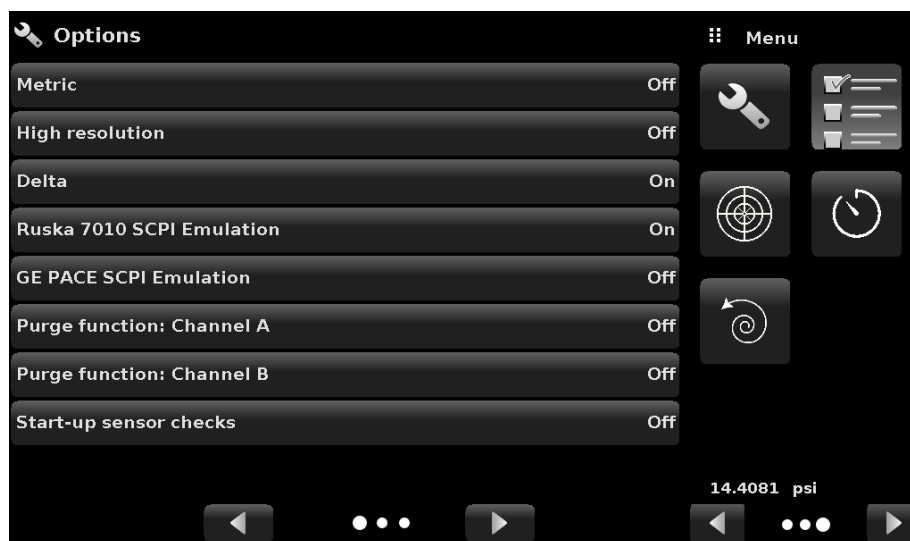 Options
Metric Off
High resolution Off
Delta On
Ruska 7010 SCPI Emulation On
GE PACE SCPI Emulation Off
Purge function: Channel A Off
Purge function: Channel B Off
Start-up sensor checks Off
Menu
14.4081 psi